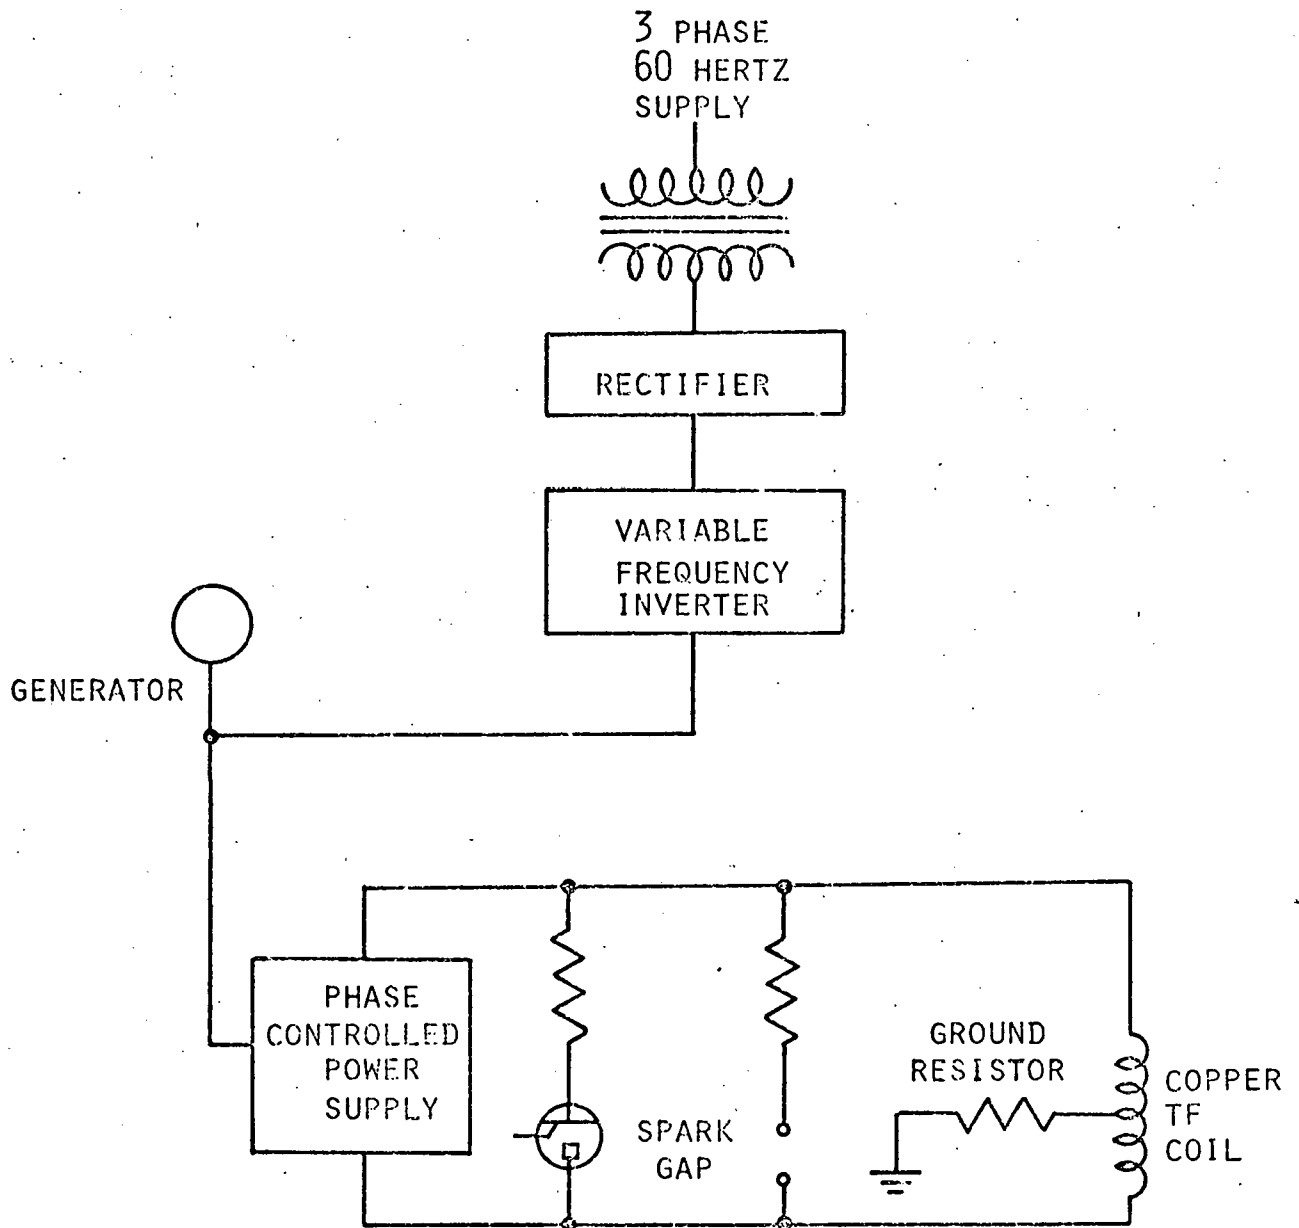 3 PHASE
60 HERTZ
SUPPLY
RECTIFIER
VARIABLE
FREQUENCY
INVERTER
GENERATOR
PHASE
CONTROLLED
POWER
SUPPLY
SPARK
GAP
GROUND
RESISTOR
COPPER
TF
COIL